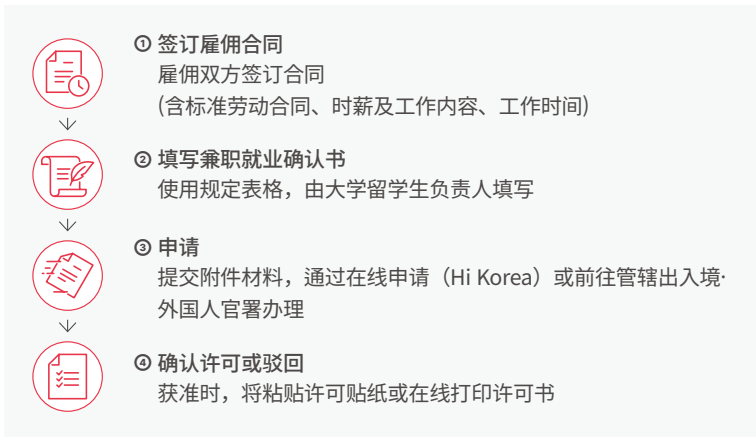 ① 签订雇佣合同
雇佣双方签订合同
(含标准劳动合同、时薪及工作内容、工作时间)
② 填写兼职就业确认书
使用规定表格，由大学留学生负责人填写
③ 申请
提交附件材料，通过在线申请（Hi Korea）或前往管辖出入境·
外国人官署办理
④ 确认许可或驳回
获准时，将粘贴许可贴纸或在线打印许可书